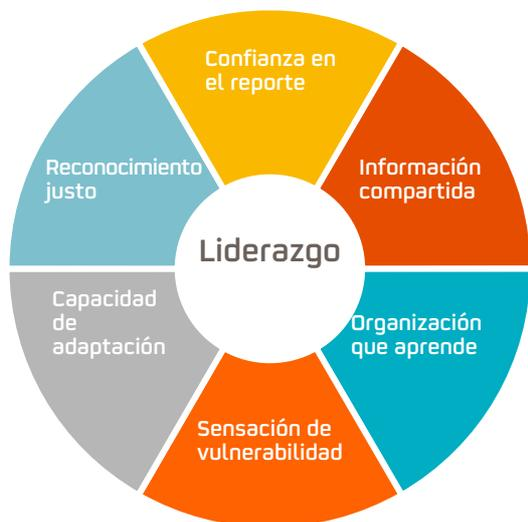 Confianza en
el reporte
Reconocimiento
justo
Información
compartida
Liderazgo
Capacidad
de
adaptación
Organización
que aprende
Sensación de
vulnerabilidad